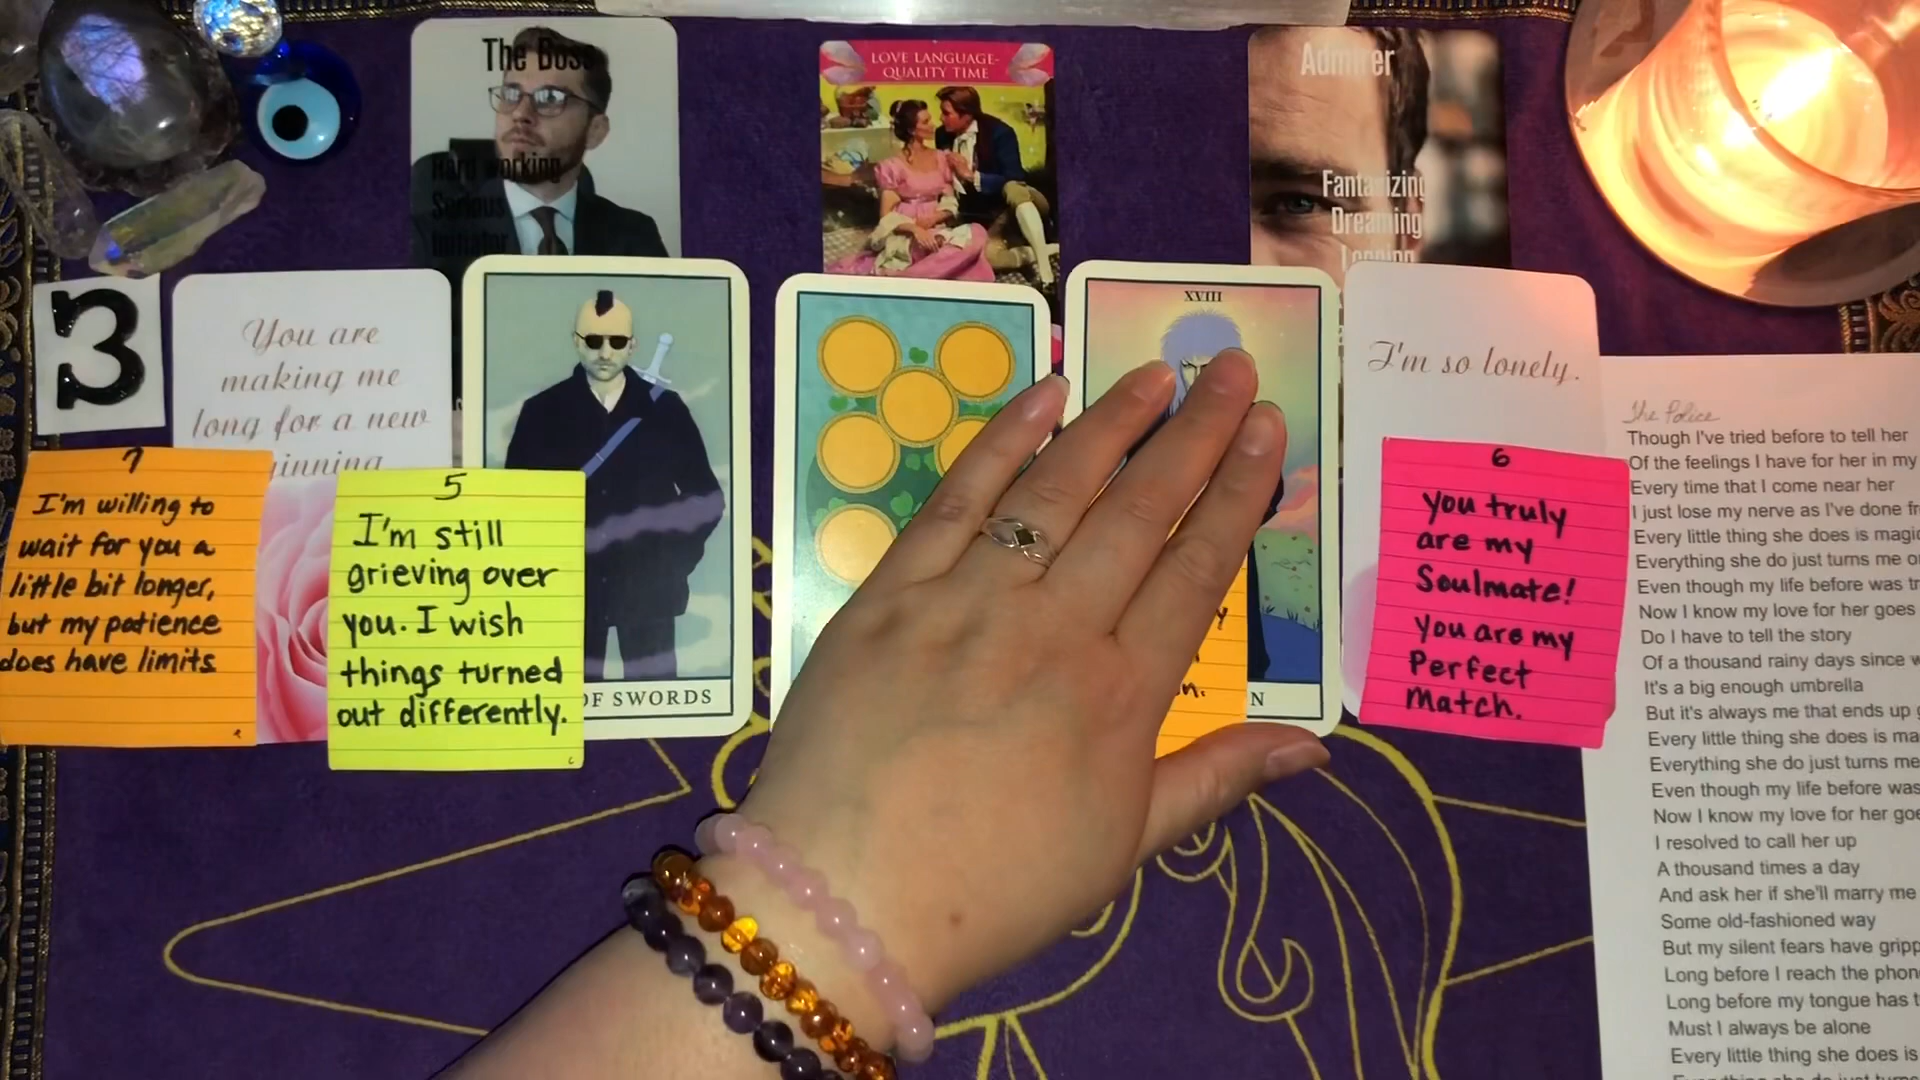 The Boss
Hard working
Serious
Initiator
LOVE LANGUAGE-
QUALITY TIME
Admirer
Fantasizing
Dreaming
Longing
3
You are
making me
long for a new
XVIII
I'm so lonely.
OF SWORDS
N
7
I'm willing to
wait for you a
little bit longer,
but my patience
does have limits
5
I'm still
grieving over
you. I wish
things turned
out differently.
6
You truly
are my
Soulmate!
You are my
Perfect
Match.
The Police
Though I've tried before to tell her
Of the feelings I have for her in my
Every time that I come near her
I just lose my nerve as I've done
Every little thing she does is magic
Everything she do just turns me
Even though my life before was
Now I know my love for her goes
Do I have to tell the story
Of a thousand rainy days since
It's a big enough umbrella
But it's always me that ends up
Every little thing she does is
Everything she do just turns me
Even though my life before was
Now I know my love for her
I resolved to call her up
A thousand times a day
And ask her if she'll marry me
Some old-fashioned way
But my silent fears have
Long before I reach the
Long before my tongue has
Must I always be alone
Every little thing she does is